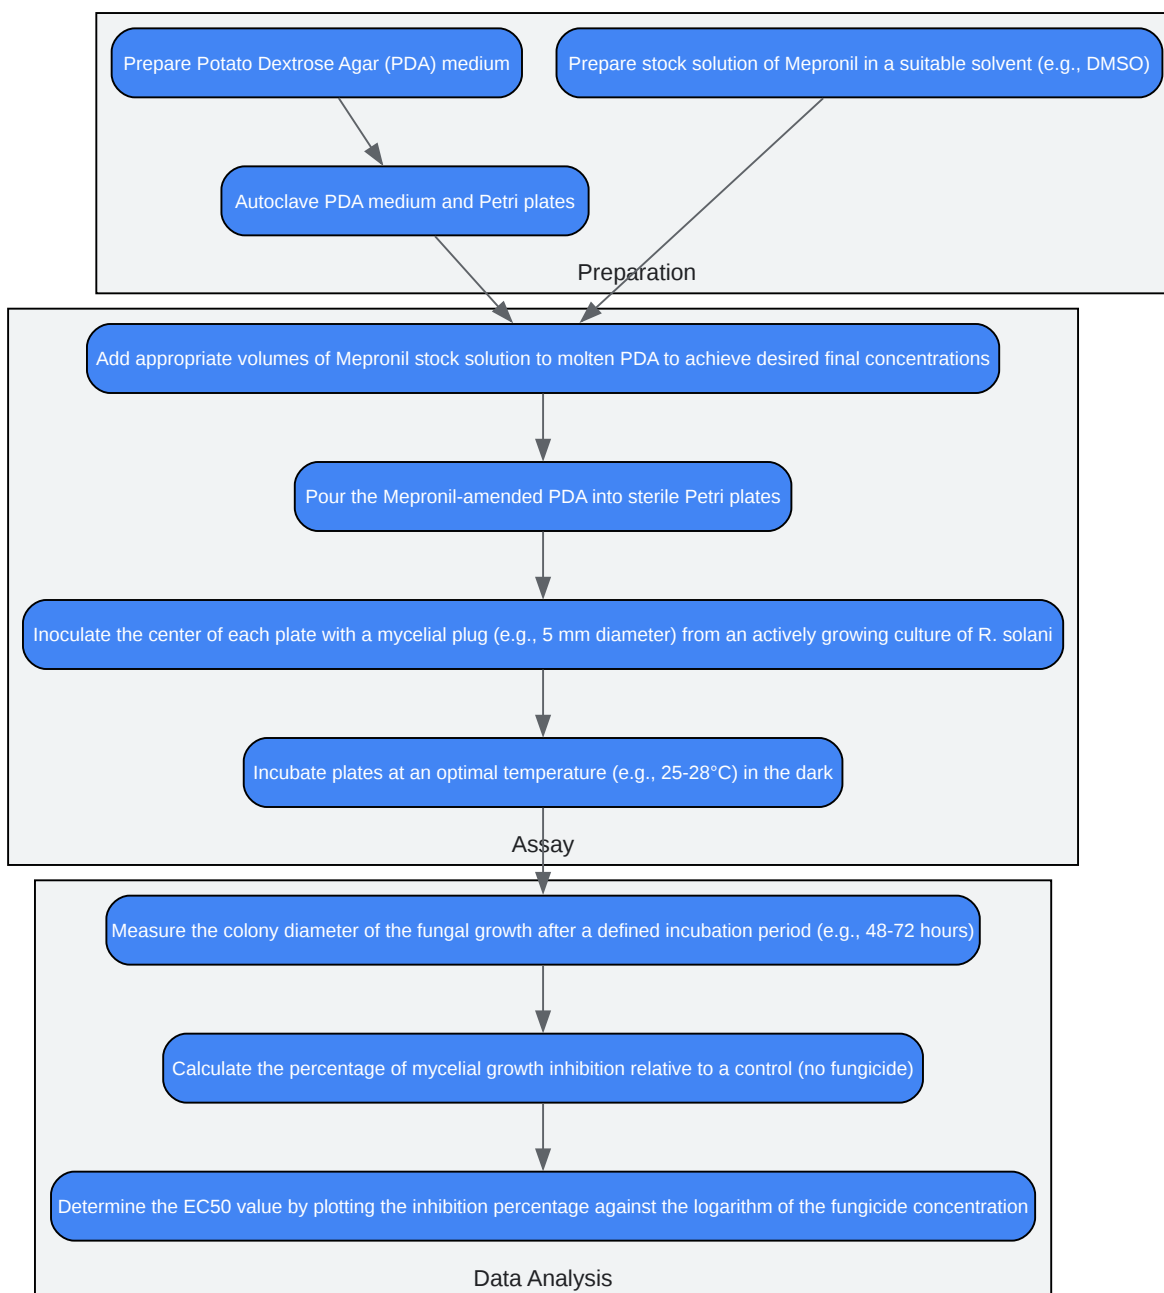 Prepare Potato Dextrose Agar (PDA) medium
Prepare stock solution of Mepronil in a suitable solvent (e.g., DMSO)
Autoclave PDA medium and Petri plates
Preparation
Add appropriate volumes of Mepronil stock solution to molten PDA to achieve desired final concentrations
Pour the Mepronil-amended PDA into sterile Petri plates
Inoculate the center of each plate with a mycelial plug (e.g., 5 mm diameter) from an actively growing culture of R. solani
Incubate plates at an optimal temperature (e.g., 25-28°C) in the dark
Assay
Measure the colony diameter of the fungal growth after a defined incubation period (e.g., 48-72 hours)
Calculate the percentage of mycelial growth inhibition relative to a control (no fungicide)
Determine the EC50 value by plotting the inhibition percentage against the logarithm of the fungicide concentration
Data Analysis